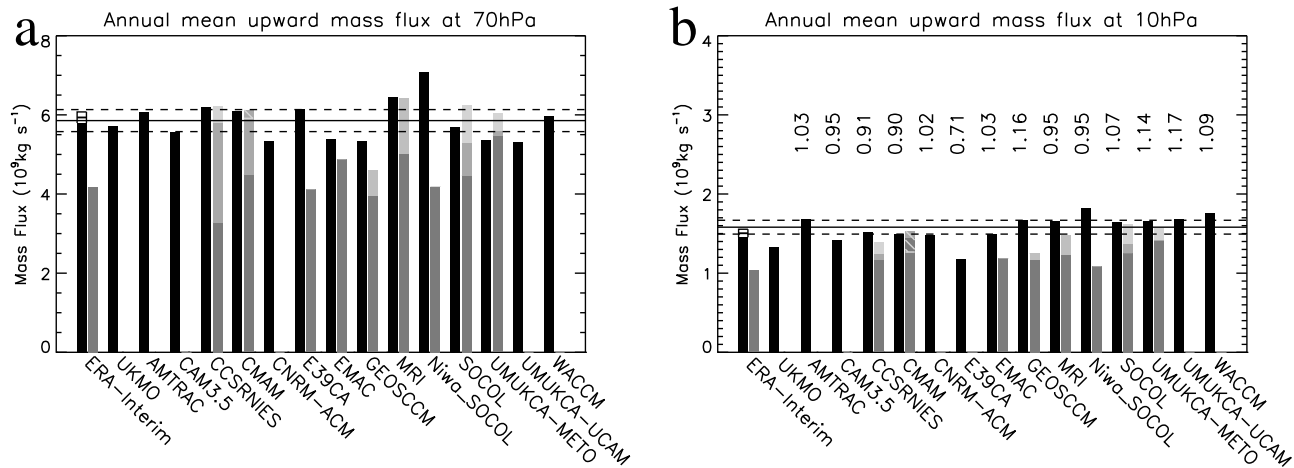 a
Annual mean upward mass flux at 70hPa
Mass Flux (10⁹kg s⁻¹)
8
6
4
2
0
ERA−Interim
UKMO
AMTRAC
CAM3.5
CCSRNIES
CMAM
CNRM−ACM
E39CA
EMAC
GEOSCCM
MRI
Niwa_SOCOL
SOCOL
UMUKCA−METO
UMUKCA−UCAM
WACCM
b
Annual mean upward mass flux at 10hPa
Mass Flux (10⁹kg s⁻¹)
4
3
2
1
0
1.03
0.95
0.91
0.90
1.02
0.71
1.03
1.16
0.95
0.95
1.07
1.14
1.17
1.09
ERA−Interim
UKMO
AMTRAC
CAM3.5
CCSRNIES
CMAM
CNRM−ACM
E39CA
EMAC
GEOSCCM
MRI
Niwa_SOCOL
SOCOL
UMUKCA−METO
UMUKCA−UCAM
WACCM